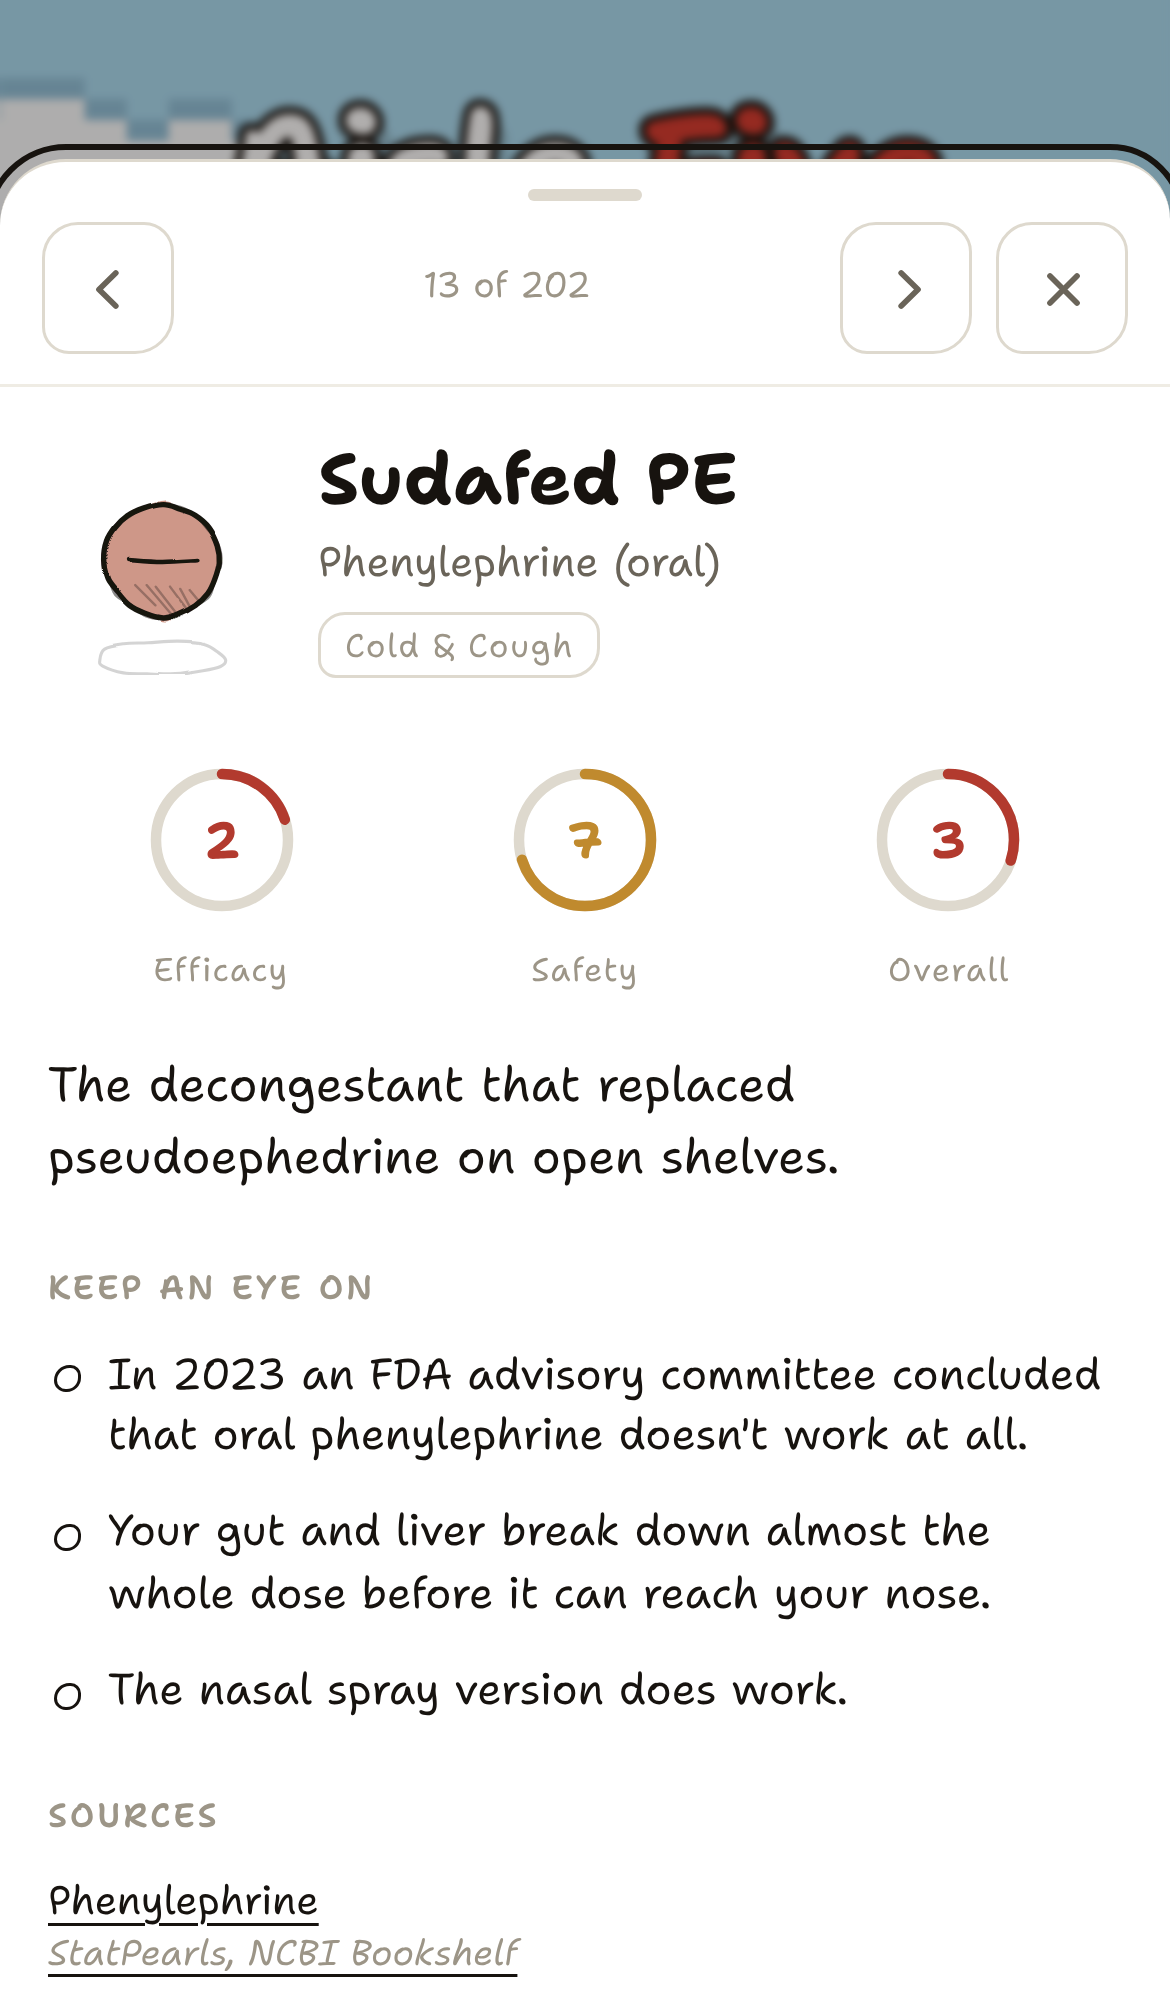 13 of 202
Sudafed PE
Phenylephrine (oral)
Cold & Cough
2
7
3
Efficacy
Safety
Overall
The decongestant that replaced
pseudoephedrine on open shelves.
KEEP AN EYE ON
In 2023 an FDA advisory committee concluded
that oral phenylephrine doesn't work at all.
Your gut and liver break down almost the
whole dose before it can reach your nose.
The nasal spray version does work.
SOURCES
Phenylephrine
StatPearls, NCBI Bookshelf